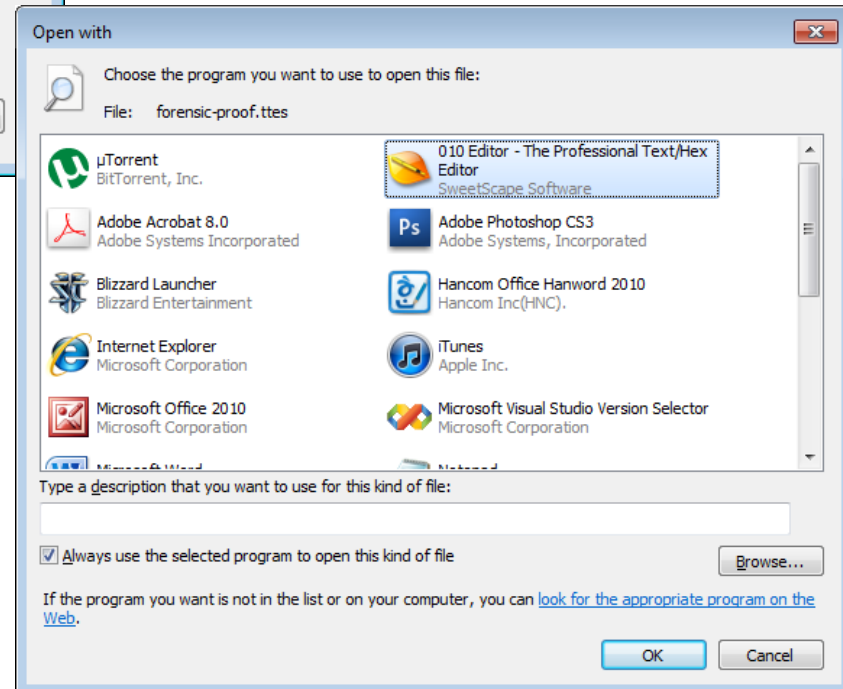 Open with
Choose the program you want to use to open this file:
File: forensic-proof.ttes
µTorrent
BitTorrent, Inc.
010 Editor - The Professional Text/Hex
Editor
SweetScape Software
Adobe Acrobat 8.0
Adobe Systems Incorporated
Ps
Adobe Photoshop CS3
Adobe Systems, Incorporated
Blizzard Launcher
Blizzard Entertainment
Hancom Office Hanword 2010
Hancom Inc(HNC).
Internet Explorer
Microsoft Corporation
iTunes
Apple Inc.
Microsoft Office 2010
Microsoft Corporation
Microsoft Visual Studio Version Selector
Microsoft Corporation
Microsoft Word
Notepad
Type a description that you want to use for this kind of file:
Always use the selected program to open this kind of file
Browse...
If the program you want is not in the list or on your computer, you can look for the appropriate program on the
Web.
OK
Cancel